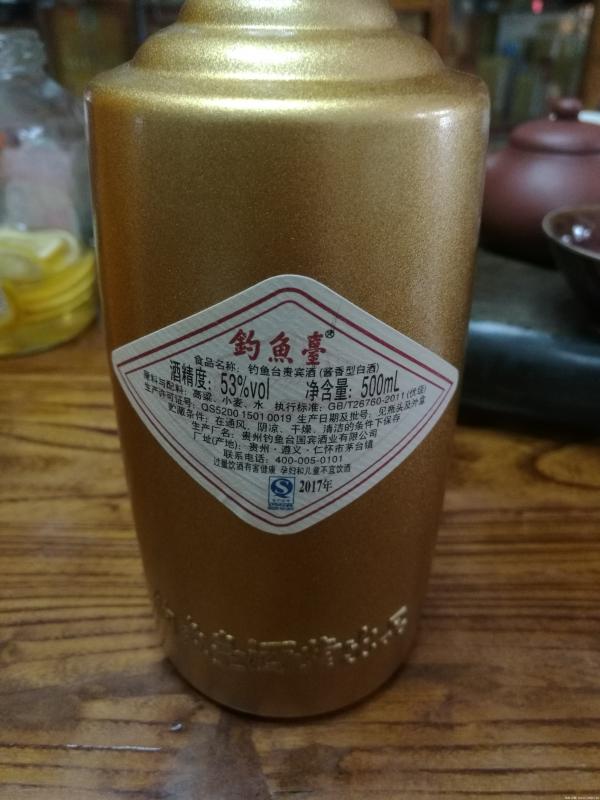 釣魚臺®
食品名称：钓鱼台贵宾酒(酱香型白酒)
酒精度：53%vol 净含量：500mL
原料与配料：高粱、小麦、水 执行标准：GB/T26760-2011(优级)
生产许可证号：QS5200 1501 0019 生产日期及批号：见瓶头及外盒
贮藏条件：在通风、阴凉、干燥、清洁的条件下保存
生产厂名：贵州钓鱼台国宾酒业有限公司
厂地(产地)：贵州·遵义·仁怀市茅台镇
联系电话：400-005-0101
过量饮酒有害健康 孕妇和儿童不宜饮酒
2017年